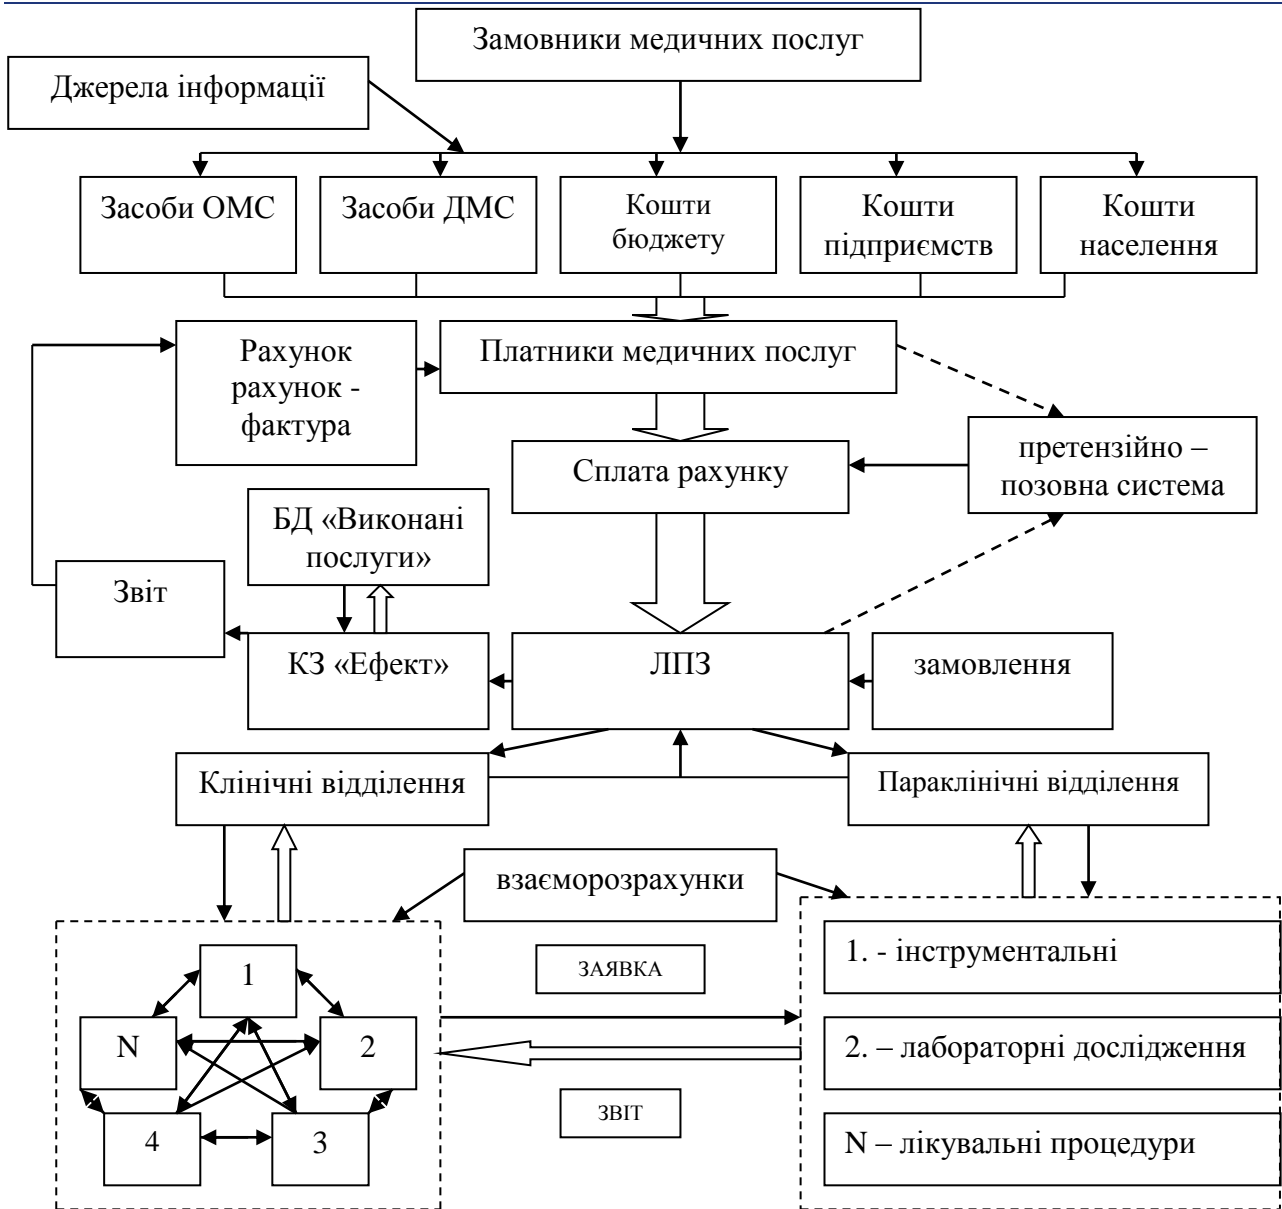 Замовники медичних послуг
Джерела інформації
Засоби ОМС
Засоби ДМС
Кошти
бюджету
Кошти
підприємств
Кошти
населення
Рахунок
рахунок -
фактура
Платники медичних послуг
Сплата рахунку
претензійно –
позовна система
БД «Виконані
послуги»
Звіт
КЗ «Ефект»
ЛПЗ
замовлення
Клінічні відділення
Параклінічні відділення
взаєморозрахунки
ЗАЯВКА
1
N
2
4
3
ЗВІТ
1. - інструментальні
2. – лабораторні дослідження
N – лікувальні процедури